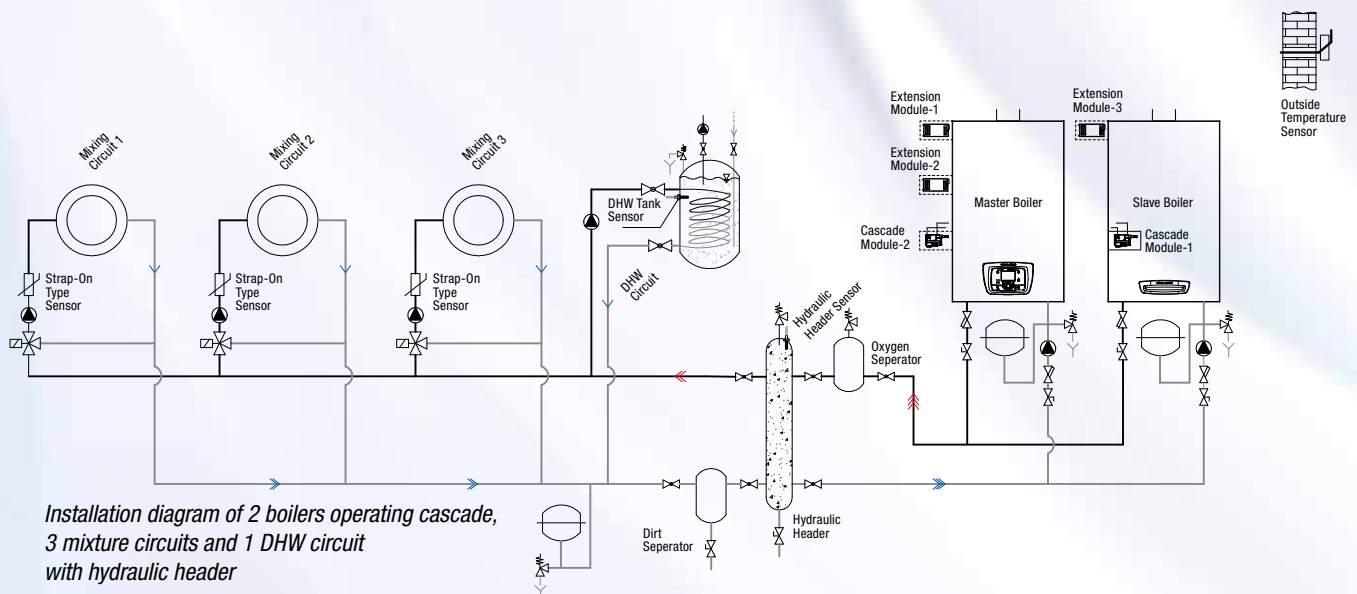 Mixing
Circuit 1
Mixing
Circuit 2
Mixing
Circuit 3
Strap-On
Type
Sensor
Strap-On
Type
Sensor
Strap-On
Type
Sensor
DHW Tank
Sensor
DHW
Circuit
Hydraulic
Header Sensor
Oxygen
Seperator
Extension
Module-1
Extension
Module-2
Cascade
Module-2
Master Boiler
Extension
Module-3
Slave Boiler
Cascade
Module-1
Outside
Temperature
Sensor
Dirt
Seperator
Hydraulic
Header
Installation diagram of 2 boilers operating cascade,
3 mixture circuits and 1 DHW circuit
with hydraulic header